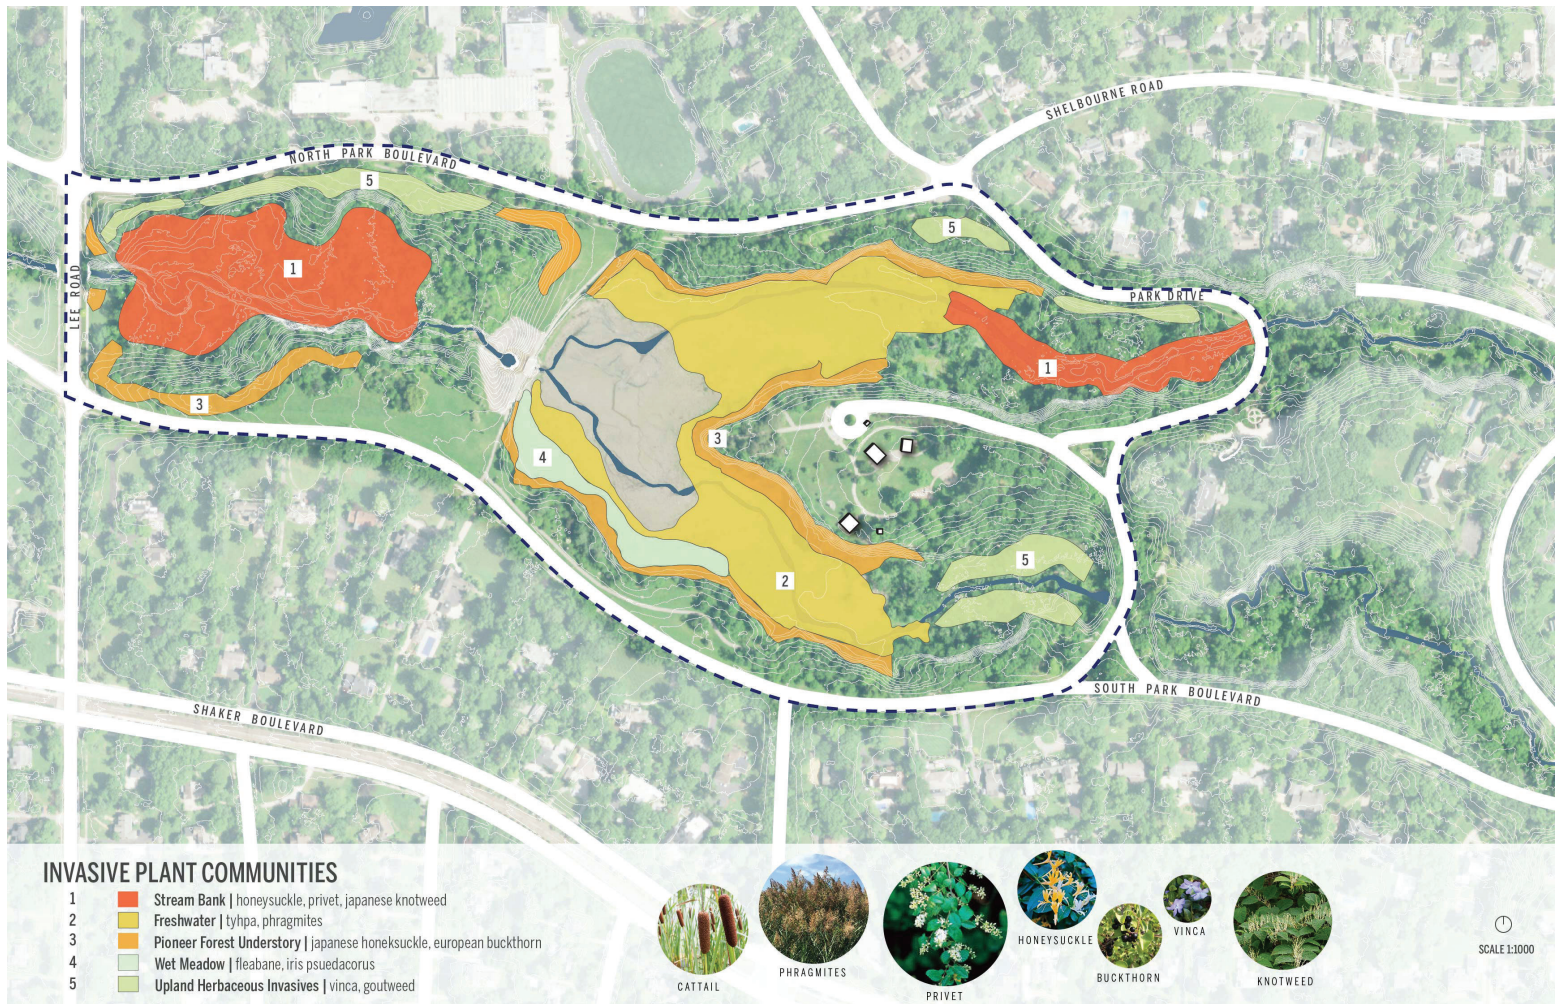 SHELBOURNE ROAD
NORTH PARK BOULEVARD
5
5
1
LEE ROAD
PARK DRIVE
1
3
3
4
5
2
SOUTH PARK BOULEVARD
SHAKER BOULEVARD
INVASIVE PLANT COMMUNITIES
1 Stream Bank | honeysuckle, privet, japanese knotweed
2 Freshwater | tyhpa, phragmites
3 Pioneer Forest Understory | japanese honeksuckle, european buckthorn
4 Wet Meadow | fleabane, iris psuedacorus
5 Upland Herbaceous Invasives | vinca, goutweed
CATTAIL
PHRAGMITES
PRIVET
HONEYSUCKLE
BUCKTHORN
VINCA
KNOTWEED
SCALE 1:1000